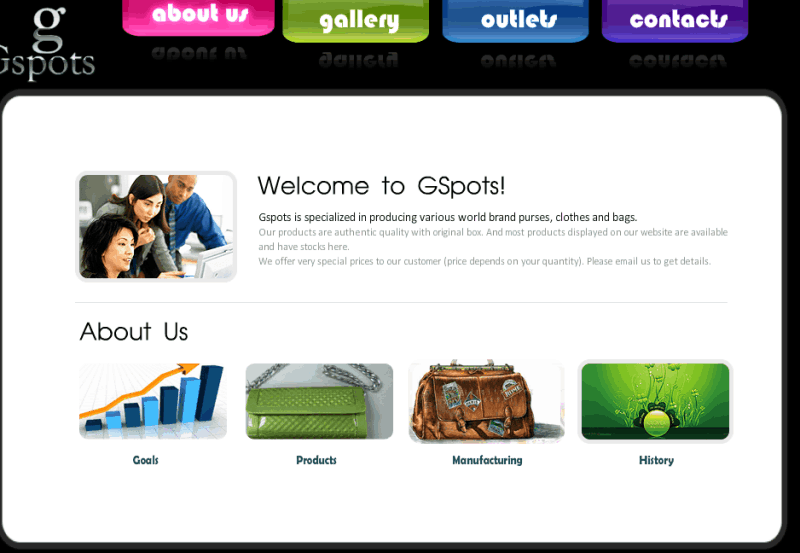 g
Gspots
about us
gallery
outlets
contacts
Welcome to GSpots!
Gspots is specialized in producing various world brand purses, clothes and bags.
Our products are authentic quality with original box. And most products displayed on our website are available
and have stocks here.
We offer very special prices to our customer (price depends on your quantity). Please email us to get details.
About Us
Goals
Products
Manufacturing
History